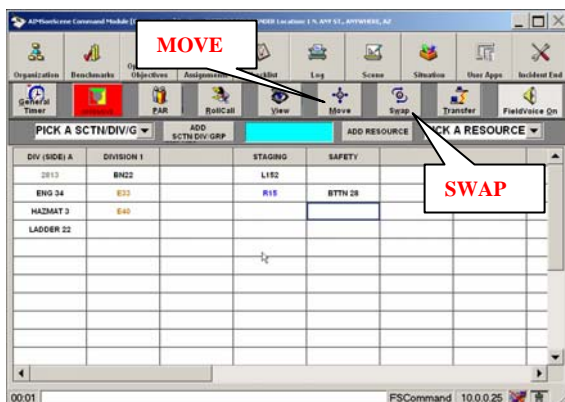 AIMSonScene Command Module
Location: 1 N. ANY ST., ANYWHERE, AZ
MOVE
Organization Benchmarks Objectives Assignments Log Scene Situation User Apps Incident End
General Timer PAR RollCall View Move Swap Transfer FieldVoice On
PICK A SCTN/DIV/G ADD SCTN/DIV/GRP ADD RESOURCE A RESOURCE
DIV (SIDE) A DIVISION 1 STAGING SAFETY
2813 BN22 L152
ENG 34 E33 R15 BTTN 28
HAZMAT 3 E40
LADDER 22
SWAP
00:01 FSCommand 10.0.0.25